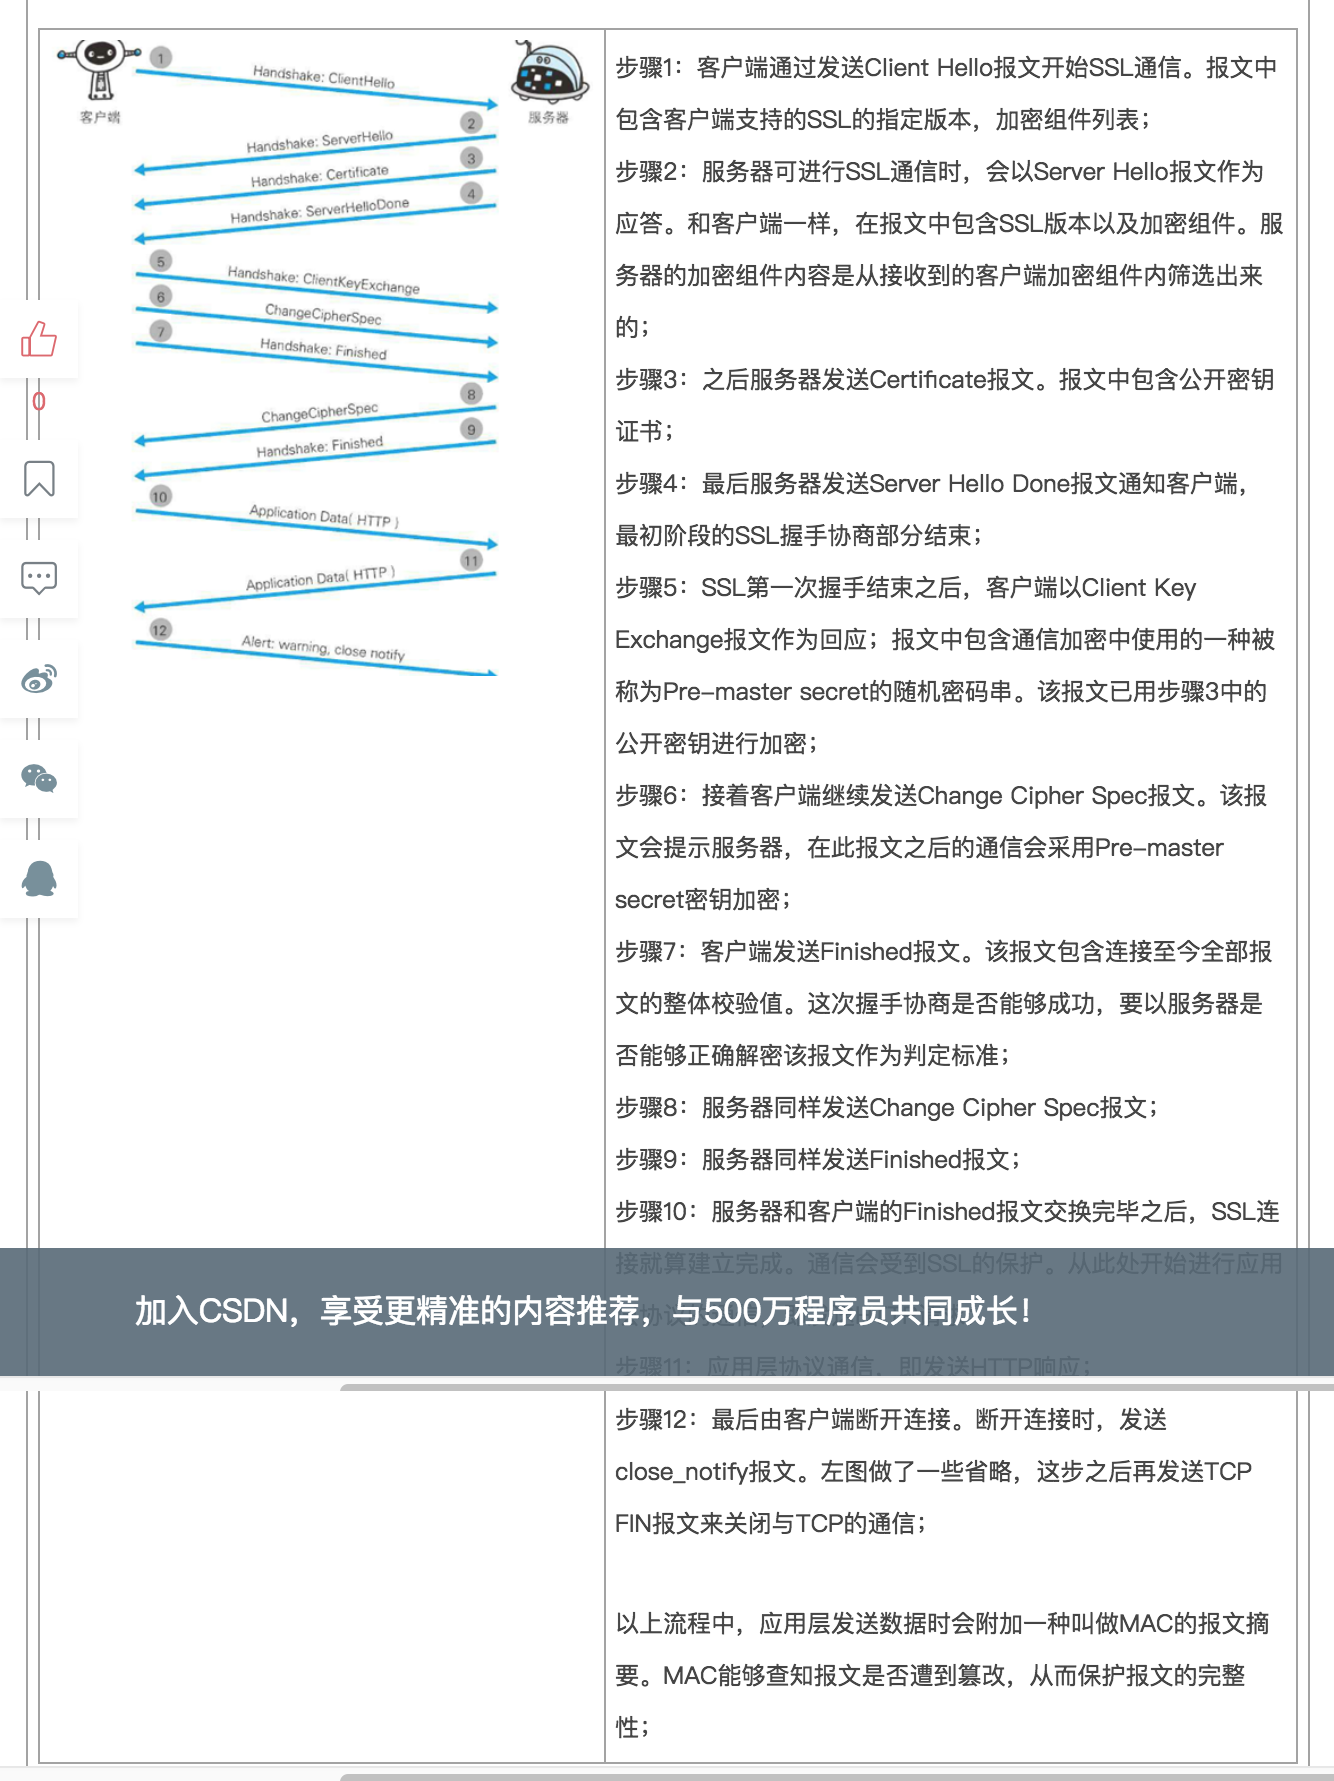 1
Handshake: ClientHello
客户端
服务器
2
Handshake: ServerHello
3
Handshake: Certificate
4
Handshake: ServerHelloDone
5
Handshake: ClientKeyExchange
6
ChangeCipherSpec
7
Handshake: Finished
8
ChangeCipherSpec
9
Handshake: Finished
10
Application Data( HTTP )
11
Application Data( HTTP )
12
Alert: warning, close notify
0
步骤1：客户端通过发送Client Hello报文开始SSL通信。报文中
包含客户端支持的SSL的指定版本，加密组件列表；
步骤2：服务器可进行SSL通信时，会以Server Hello报文作为
应答。和客户端一样，在报文中包含SSL版本以及加密组件。服
务器的加密组件内容是从接收到的客户端加密组件内筛选出来
的；
步骤3：之后服务器发送Certificate报文。报文中包含公开密钥
证书；
步骤4：最后服务器发送Server Hello Done报文通知客户端，
最初阶段的SSL握手协商部分结束；
步骤5：SSL第一次握手结束之后，客户端以Client Key
Exchange报文作为回应；报文中包含通信加密中使用的一种被
称为Pre-master secret的随机密码串。该报文已用步骤3中的
公开密钥进行加密；
步骤6：接着客户端继续发送Change Cipher Spec报文。该报
文会提示服务器，在此报文之后的通信会采用Pre-master
secret密钥加密；
步骤7：客户端发送Finished报文。该报文包含连接至今全部报
文的整体校验值。这次握手协商是否能够成功，要以服务器是
否能够正确解密该报文作为判定标准；
步骤8：服务器同样发送Change Cipher Spec报文；
步骤9：服务器同样发送Finished报文；
步骤10：服务器和客户端的Finished报文交换完毕之后，SSL连
接就算建立完成。通信会受到SSL的保护。从此处开始进行应用
加入CSDN，享受更精准的内容推荐，与500万程序员共同成长！
步骤11：应用层协议通信，即发送HTTP响应；
步骤12：最后由客户端断开连接。断开连接时，发送
close_notify报文。左图做了一些省略，这步之后再发送TCP
FIN报文来关闭与TCP的通信；
以上流程中，应用层发送数据时会附加一种叫做MAC的报文摘
要。MAC能够查知报文是否遭到篡改，从而保护报文的完整
性；